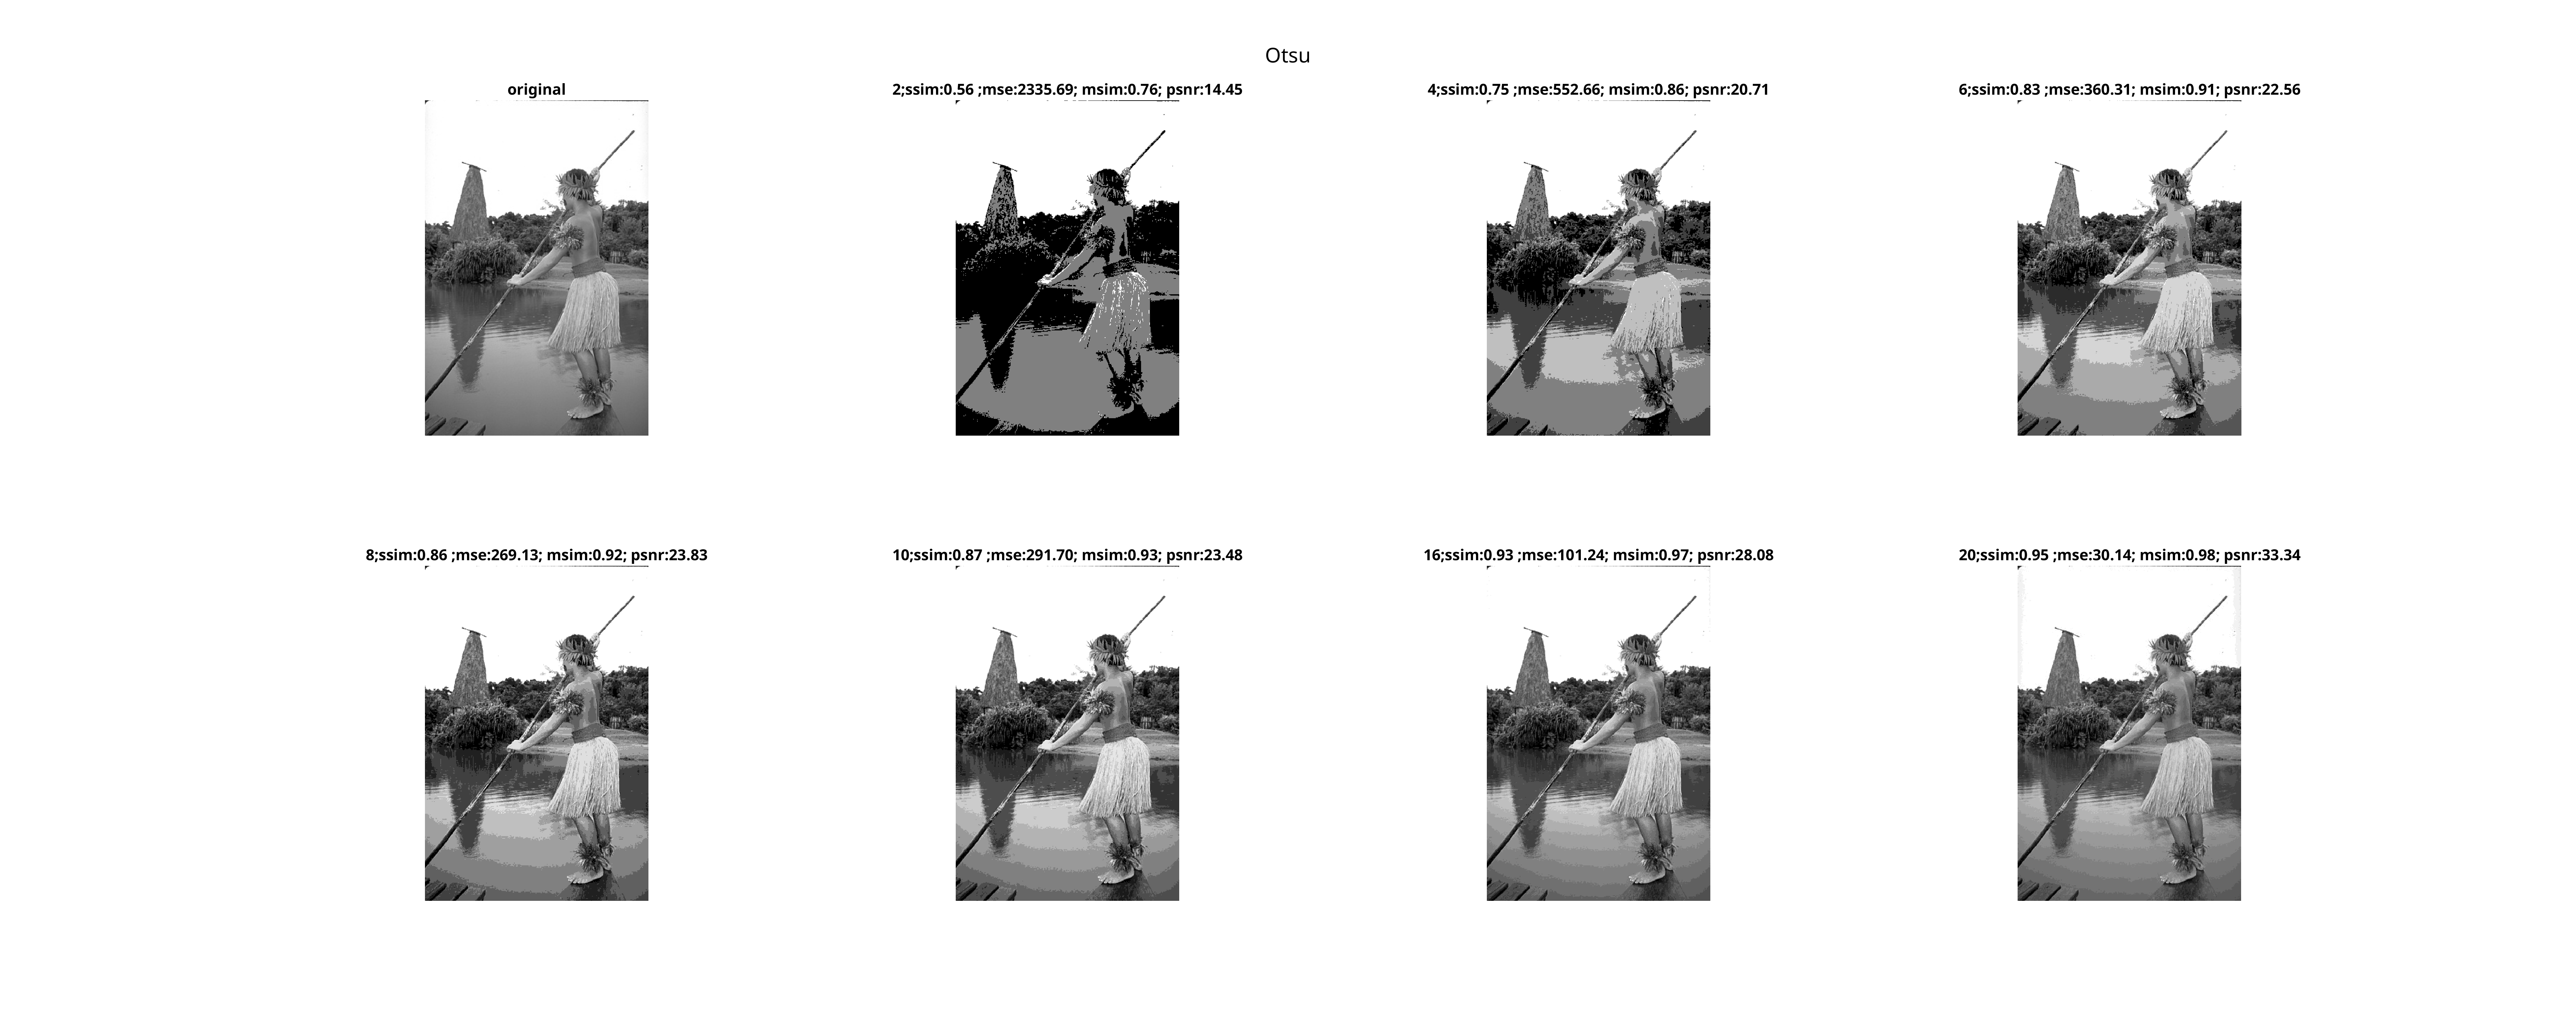 Otsu
original
2;ssim:0.56 ;mse:2335.69; msim:0.76; psnr:14.45
4;ssim:0.75 ;mse:552.66; msim:0.86; psnr:20.71
6;ssim:0.83 ;mse:360.31; msim:0.91; psnr:22.56
8;ssim:0.86 ;mse:269.13; msim:0.92; psnr:23.83
10;ssim:0.87 ;mse:291.70; msim:0.93; psnr:23.48
16;ssim:0.93 ;mse:101.24; msim:0.97; psnr:28.08
20;ssim:0.95 ;mse:30.14; msim:0.98; psnr:33.34